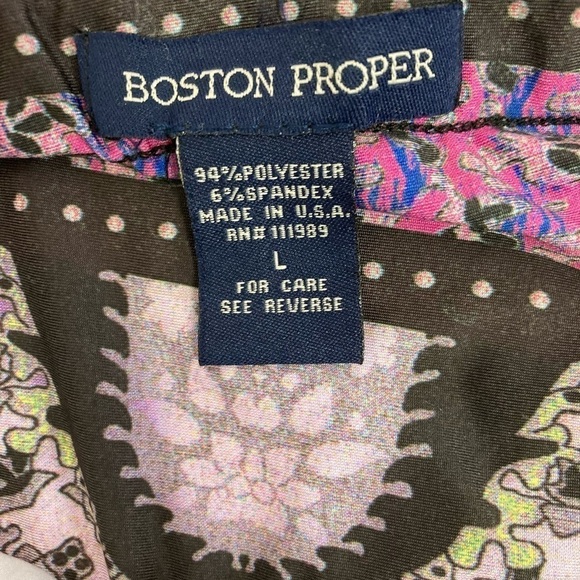 BOSTON PROPER
94%POLYESTER
6%SPANDEX
MADE IN U.S.A.
RN# 111989
L
FOR CARE
SEE REVERSE